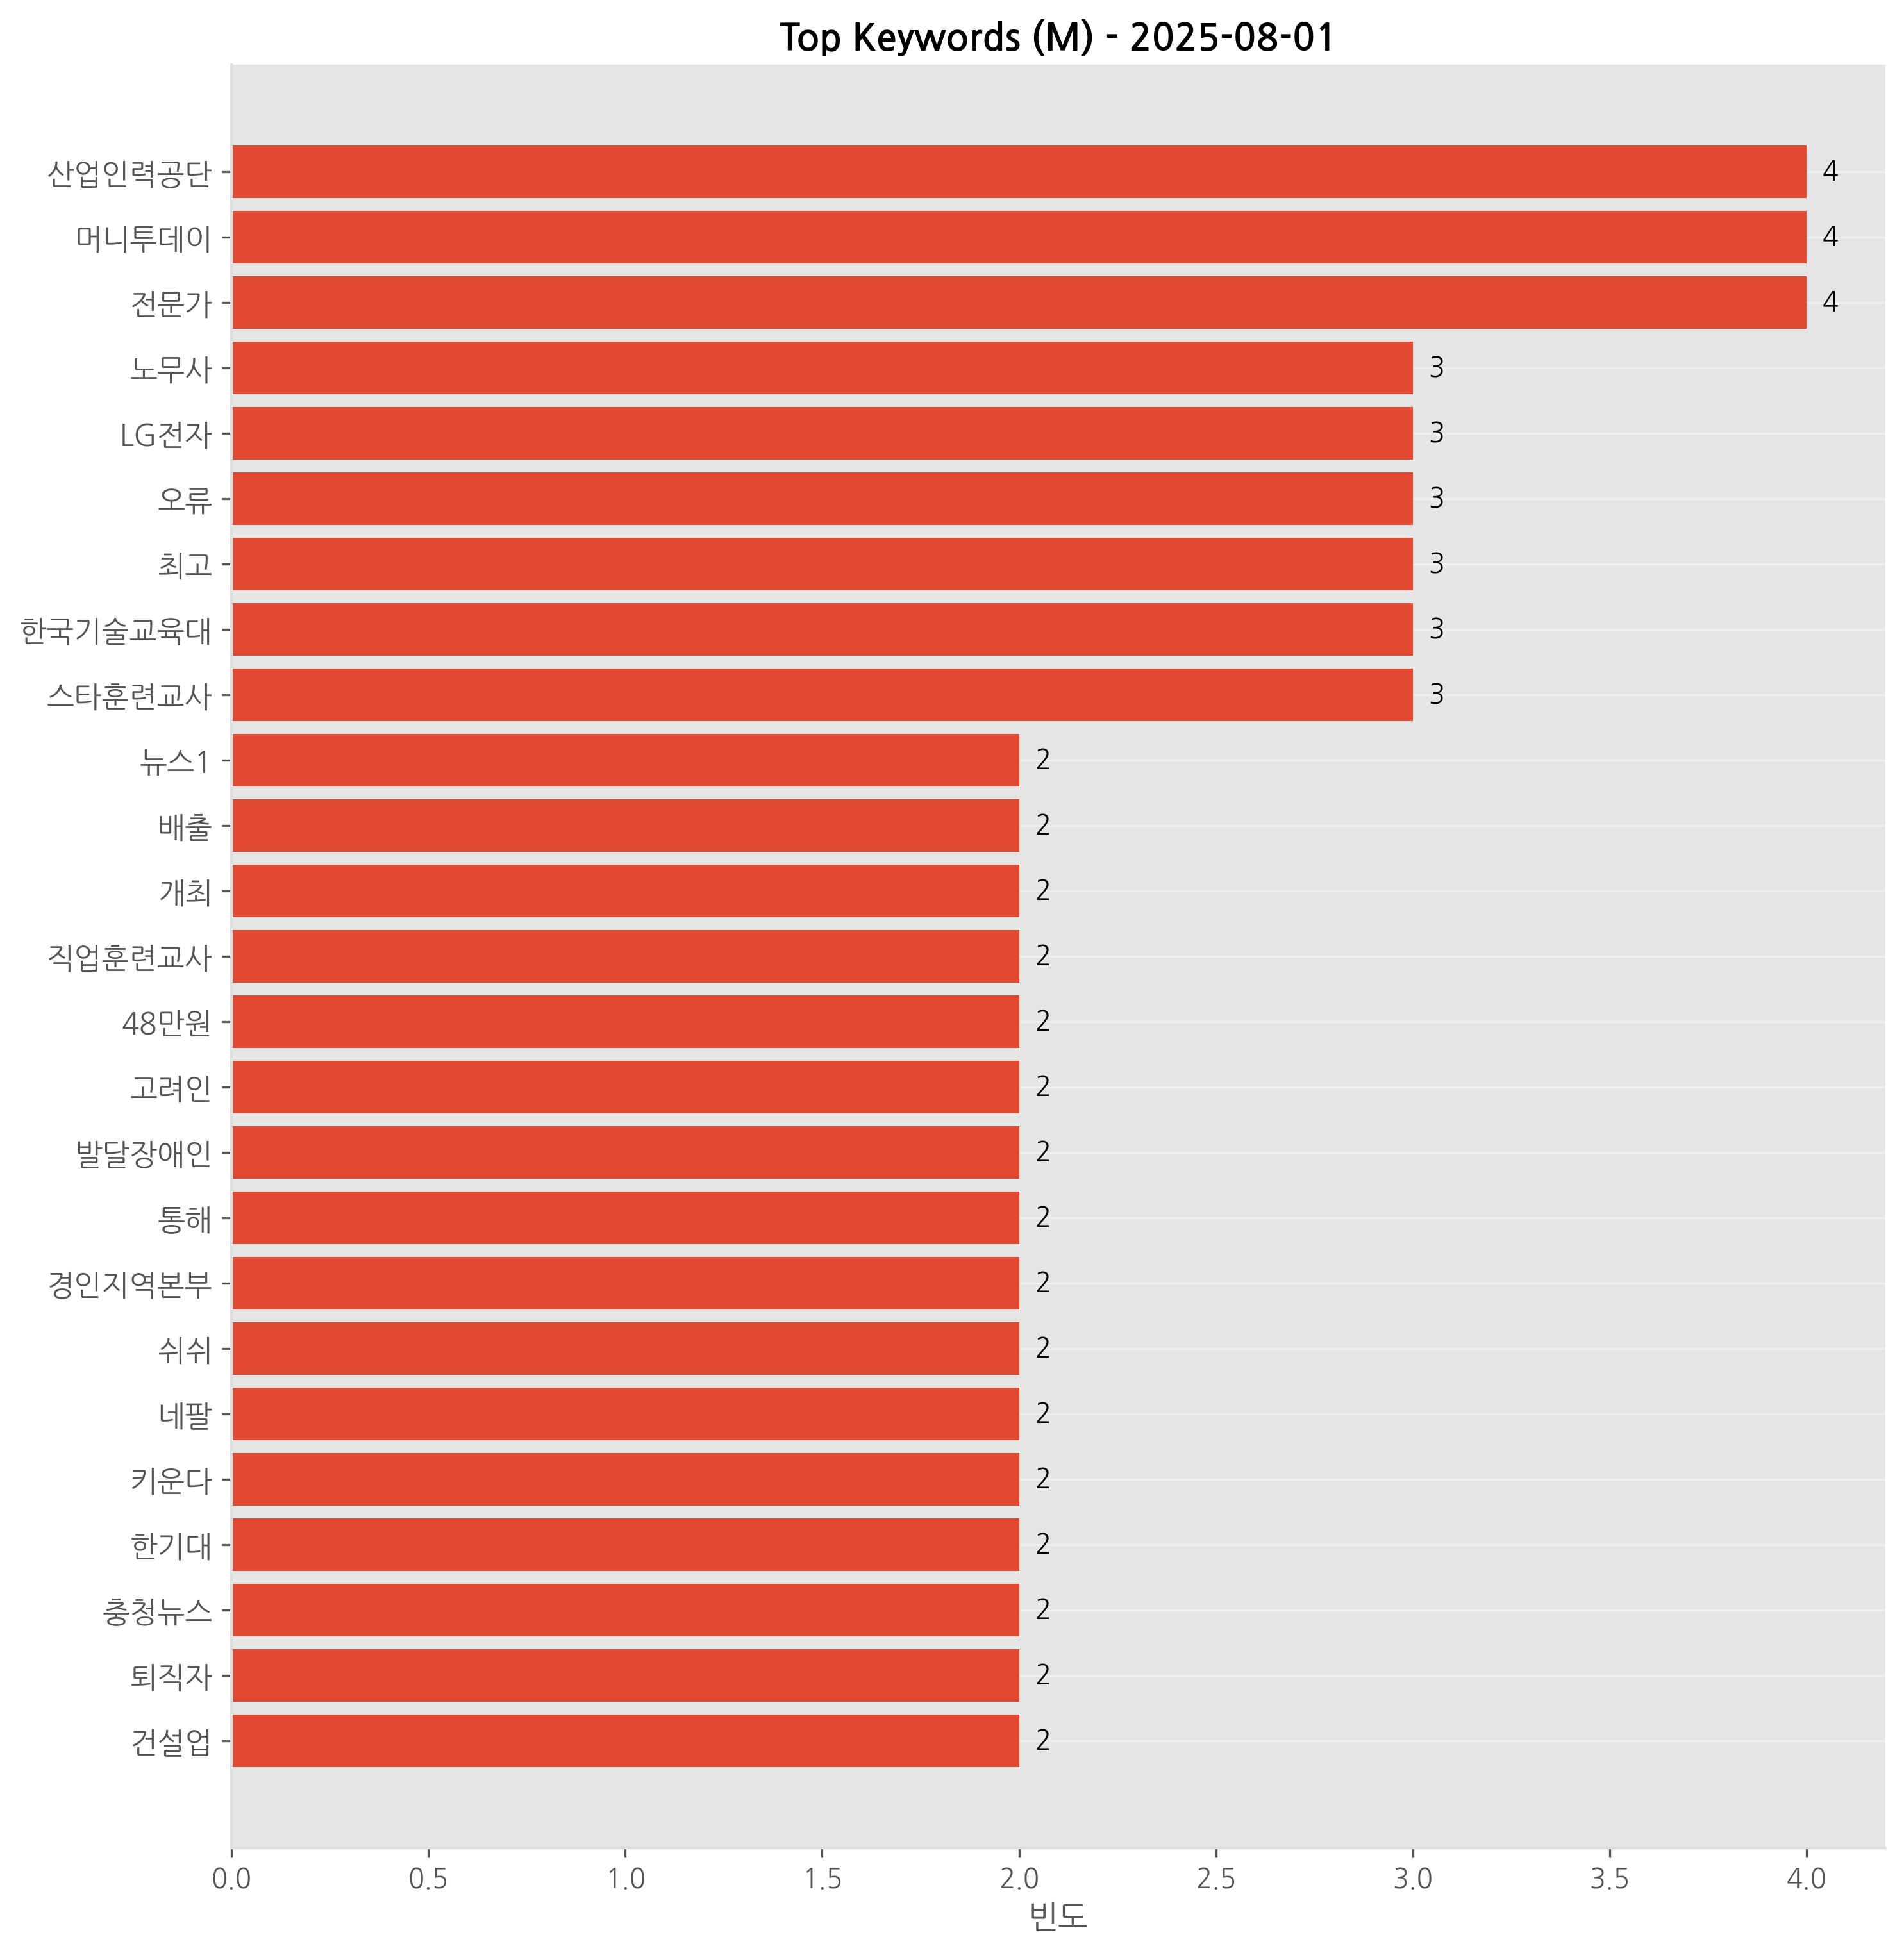 Top Keywords (M) - 2025-08-01
산업인력공단 4
머니투데이 4
전문가 4
노무사 3
LG전자 3
오류 3
최고 3
한국기술교육대 3
스타훈련교사 3
뉴스1 2
배출 2
개최 2
직업훈련교사 2
48만원 2
고려인 2
발달장애인 2
통해 2
경인지역본부 2
쉬쉬 2
네팔 2
키운다 2
한기대 2
충청뉴스 2
퇴직자 2
건설업 2
0.0 0.5 1.0 1.5 2.0 2.5 3.0 3.5 4.0
빈도